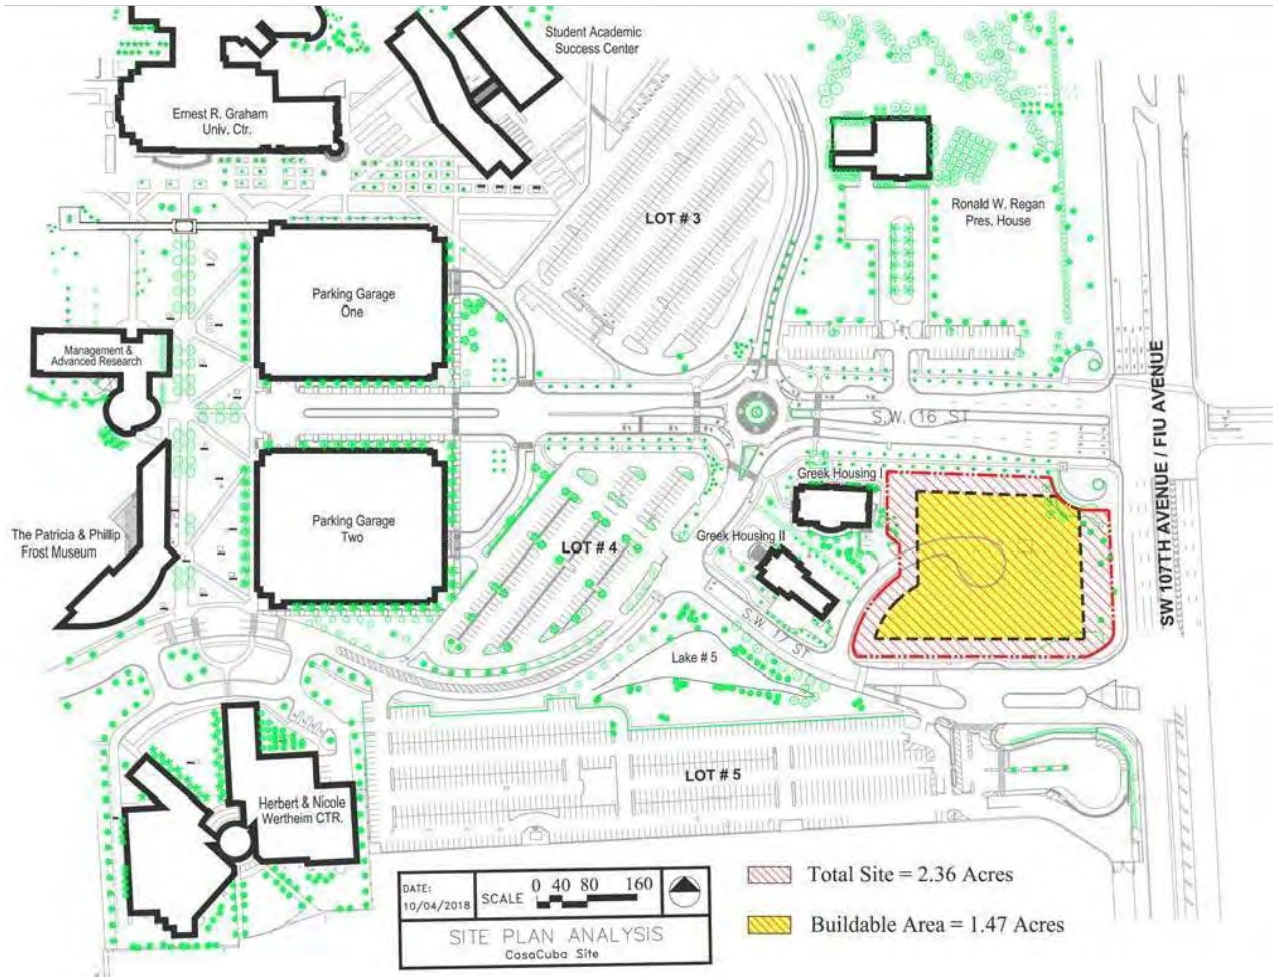 Student Academic
Success Center
Ernest R. Graham
Univ. Ctr.
LOT # 3
Ronald W. Regan
Pres. House
Parking Garage
One
Management &
Advanced Research
S.W. 16 ST
SW 107TH AVENUE / FIU AVENUE
Greek Housing I
The Patricia & Phillip
Frost Museum
Parking Garage
Two
LOT # 4
Greek Housing II
S.W. 17 ST
Lake # 5
LOT # 5
Herbert & Nicole
Wertheim CTR.
DATE:
10/04/2018
SCALE 0 40 80 160
SITE PLAN ANALYSIS
CasaCuba Site
Total Site = 2.36 Acres
Buildable Area = 1.47 Acres